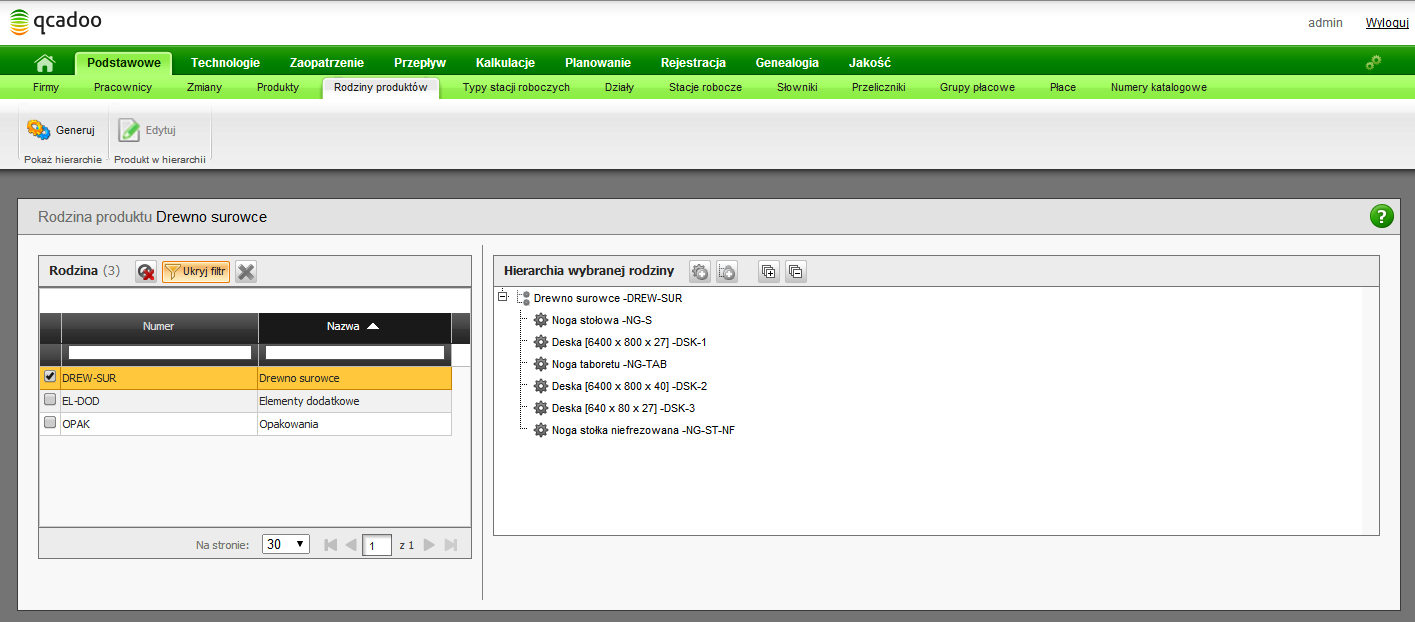 qcadoo
admin Wyloguj
Podstawowe Technologie Zaopatrzenie Przepływ Kalkulacje Planowanie Rejestracja Genealogia Jakość
Firmy Pracownicy Zmiany Produkty Rodziny produktów Typy stacji roboczych Działy Stacje robocze Słowniki Przeliczniki Grupy płacowe Płace Numery katalogowe
Generuj Edytuj
Pokaż hierarchie Produkt w hierarchii
Rodzina produktu Drewno surowce
?
Rodzina (3) Ukryj filtr
Numer Nazwa
DREW-SUR Drewno surowce
EL-DOD Elementy dodatkowe
OPAK Opakowania
Na stronie: 30 1 z 1
Hierarchia wybranej rodziny
Drewno surowce -DREW-SUR
Noga stołowa -NG-S
Deska [6400 x 800 x 27] -DSK-1
Noga taboretu -NG-TAB
Deska [6400 x 800 x 40] -DSK-2
Deska [640 x 80 x 27] -DSK-3
Noga stołka niefrezowana -NG-ST-NF